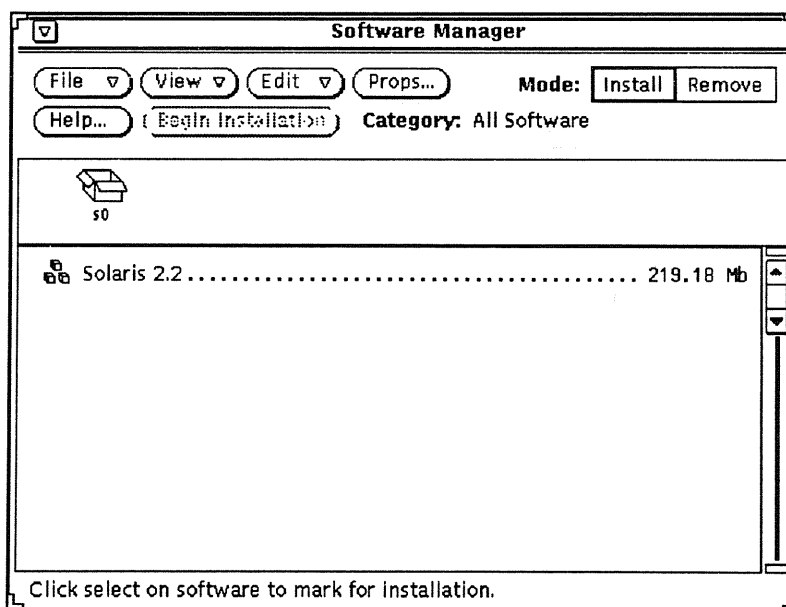 Software Manager
File View Edit Props... Mode: Install Remove
Help... Begin Installation Category: All Software
s0
Solaris 2.2........................................ 219.18 Mb
Click select on software to mark for installation.